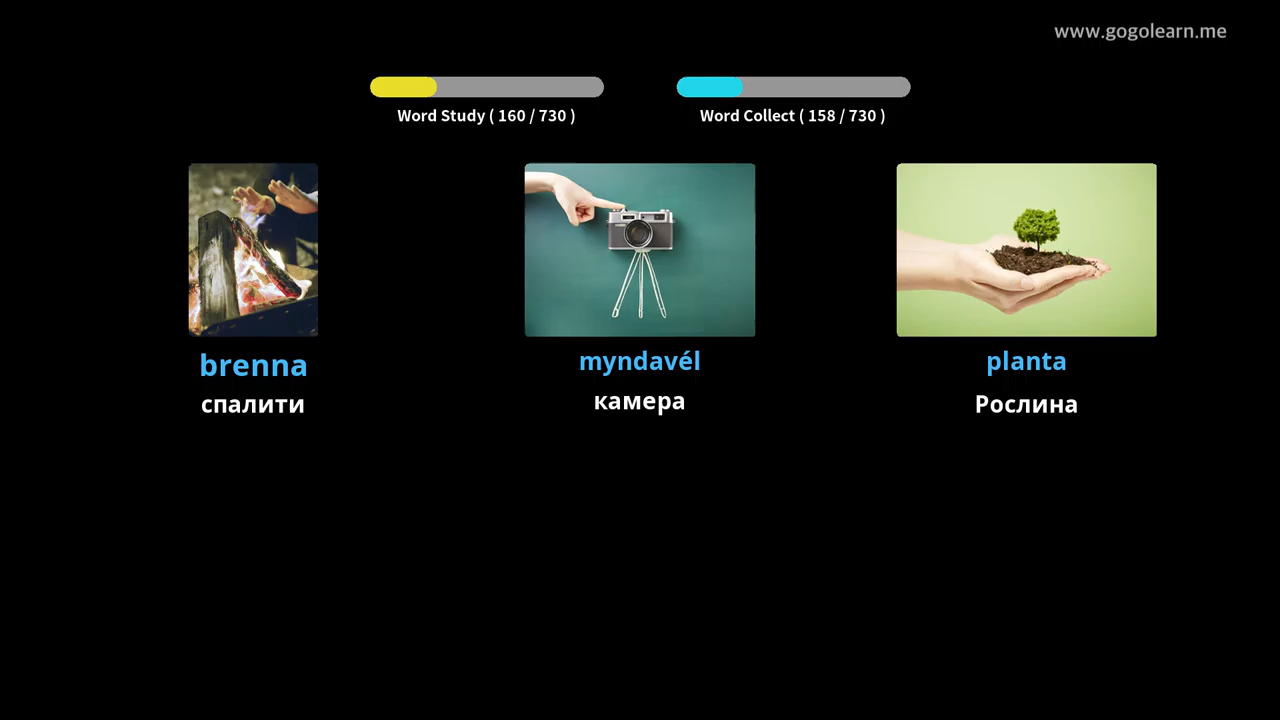 www.gogolearn.me
Word Study ( 160 / 730 )
Word Collect ( 158 / 730 )
brenna
спалити
myndavél
камера
planta
Рослина